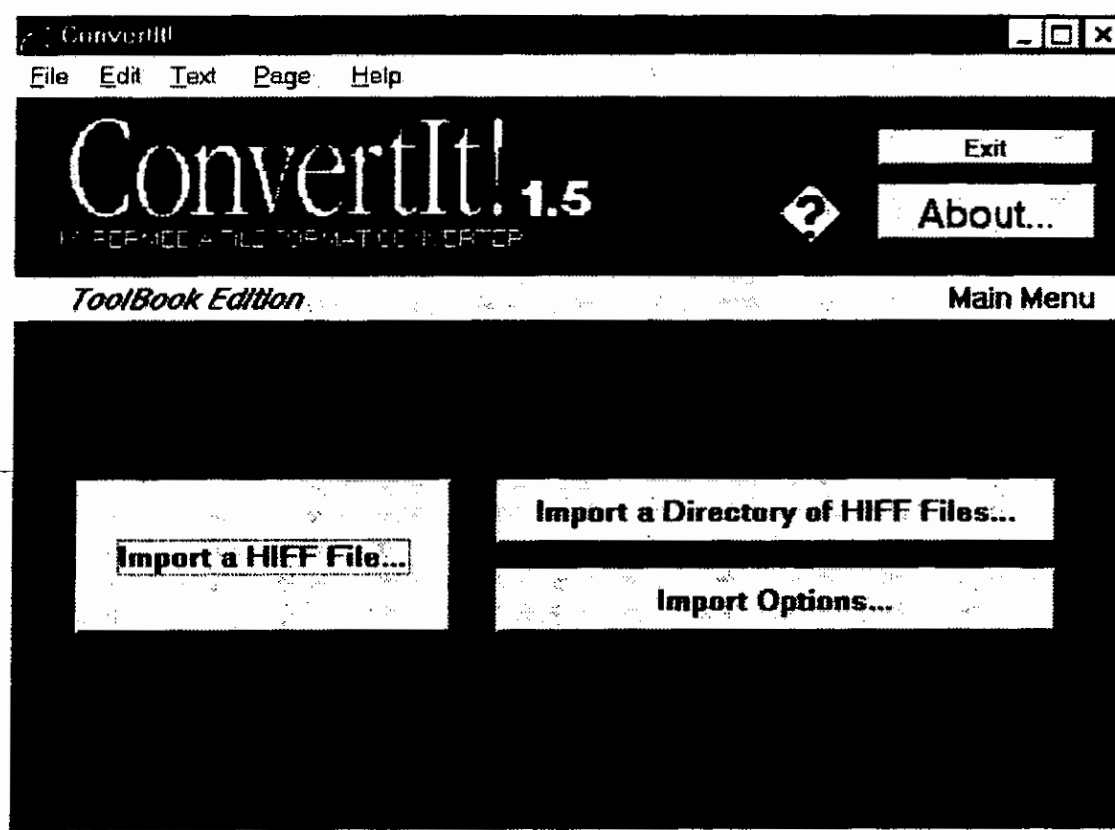 ConvertIt!
File Edit Text Page Help
ConvertIt! 1.5
Exit
About...
?
ToolBook Edition
Main Menu
Import a HIFF File...
Import a Directory of HIFF Files...
Import Options...